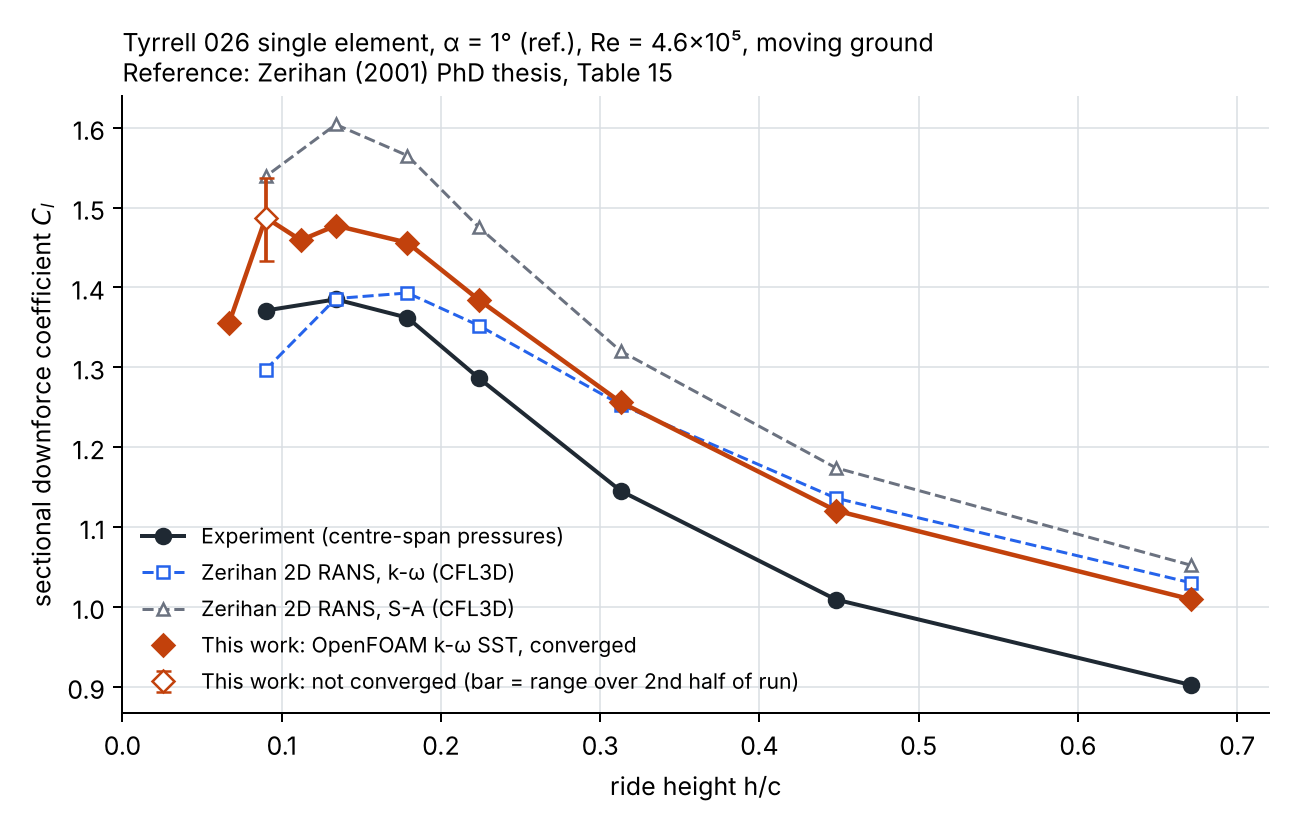 Tyrrell 026 single element, α = 1° (ref.), Re = 4.6×10⁵, moving ground
Reference: Zerihan (2001) PhD thesis, Table 15
sectional downforce coefficient Cₗ
1.6
1.5
1.4
1.3
1.2
1.1
1.0
0.9
Experiment (centre-span pressures)
Zerihan 2D RANS, k-ω (CFL3D)
Zerihan 2D RANS, S-A (CFL3D)
This work: OpenFOAM k-ω SST, converged
This work: not converged (bar = range over 2nd half of run)
0.0 0.1 0.2 0.3 0.4 0.5 0.6 0.7
ride height h/c